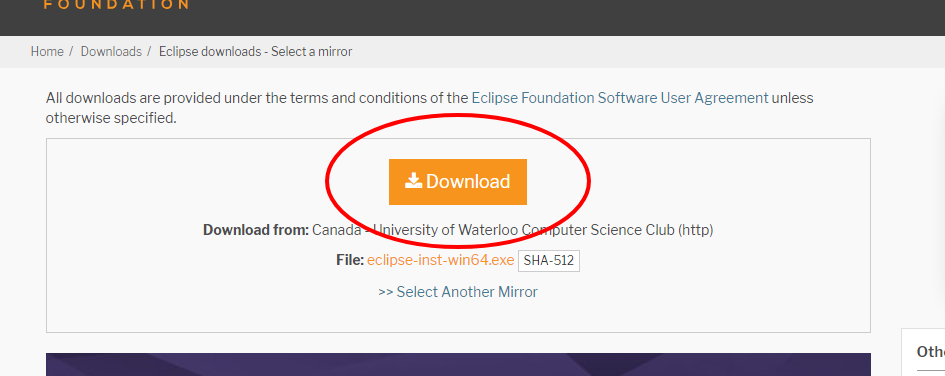 FOUNDATION
Home / Downloads / Eclipse downloads - Select a mirror
All downloads are provided under the terms and conditions of the Eclipse Foundation Software User Agreement unless
otherwise specified.
Download
Download from: Canada - University of Waterloo Computer Science Club (http)
File: eclipse-inst-win64.exe SHA-512
>> Select Another Mirror